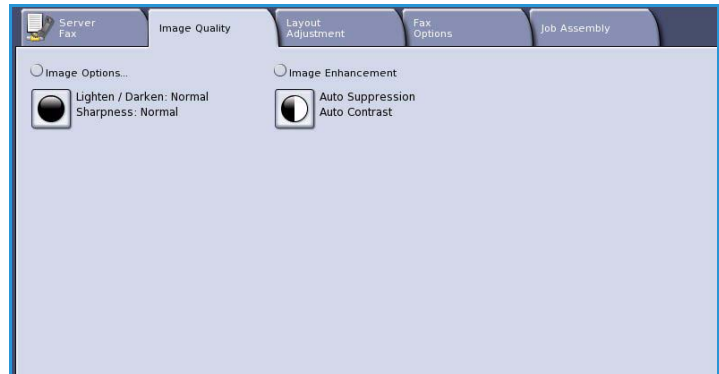 Server
Fax
Image Quality
Layout
Adjustment
Fax
Options
Job Assembly
Image Options...
Image Enhancement
Lighten / Darken: Normal
Sharpness: Normal
Auto Suppression
Auto Contrast